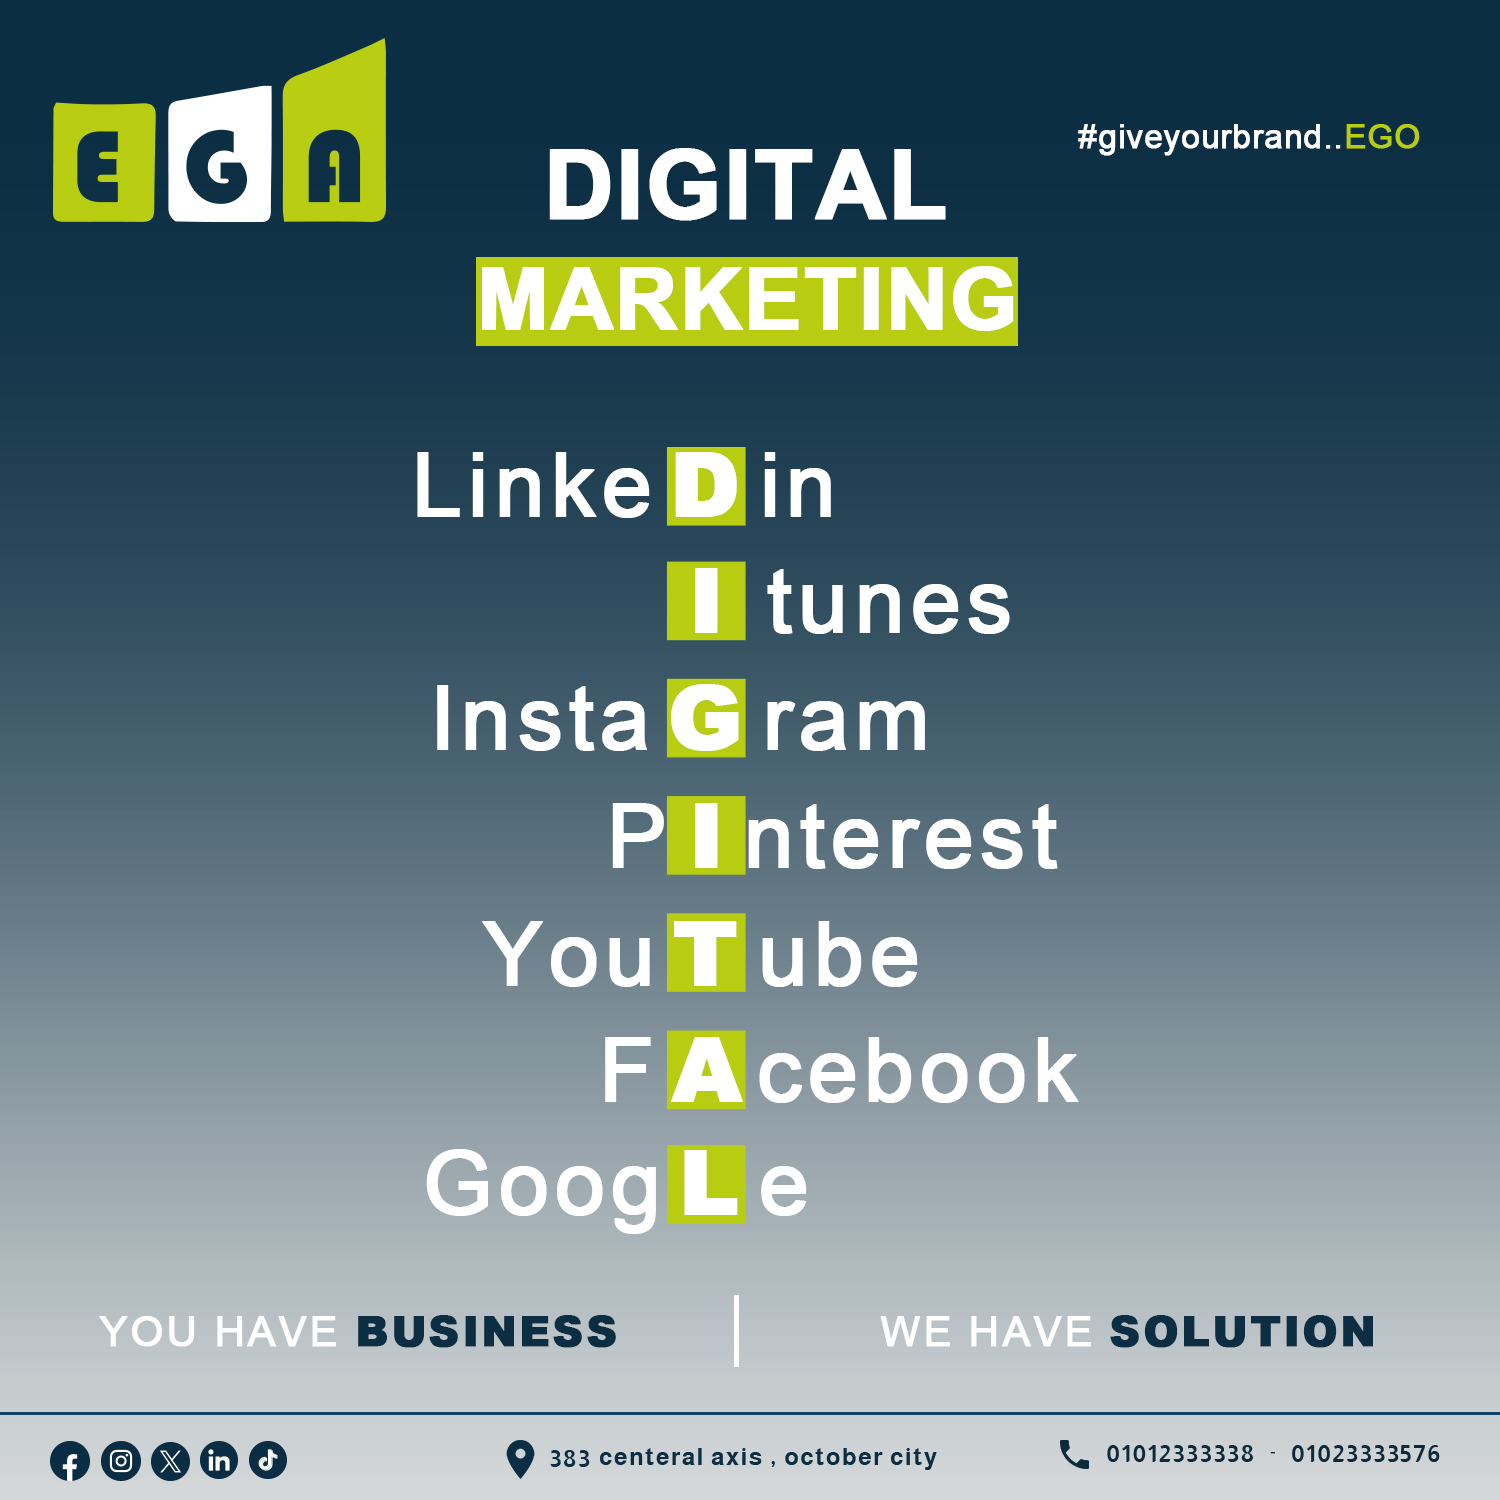 EGA
#giveyourbrand..EGO
DIGITAL
MARKETING
LinkeDin
Itunes
InstaGram
PInterest
YouTube
FAcebook
GoogLe
YOU HAVE BUSINESS
WE HAVE SOLUTION
383 centeral axis , october city
01012333338 - 01023333576